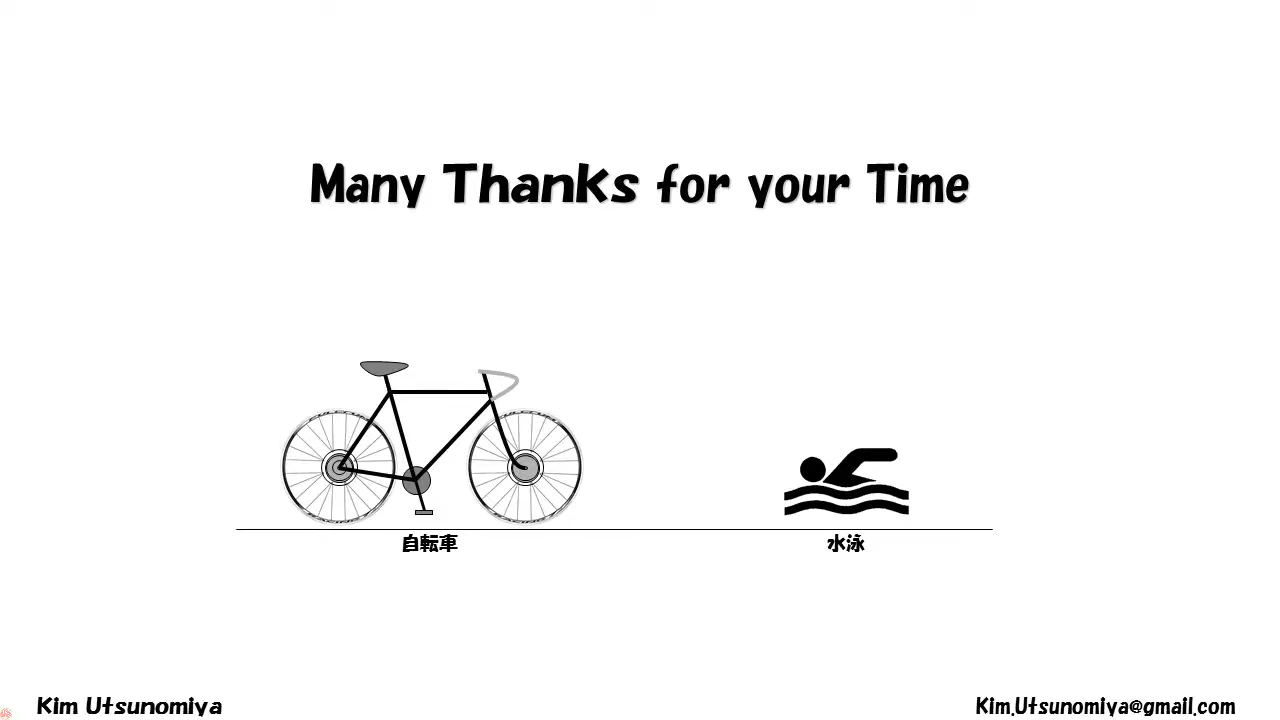 Many Thanks for your Time
自転車
水泳
Kim Utsunomiya
Kim.Utsunomiya@gmail.com